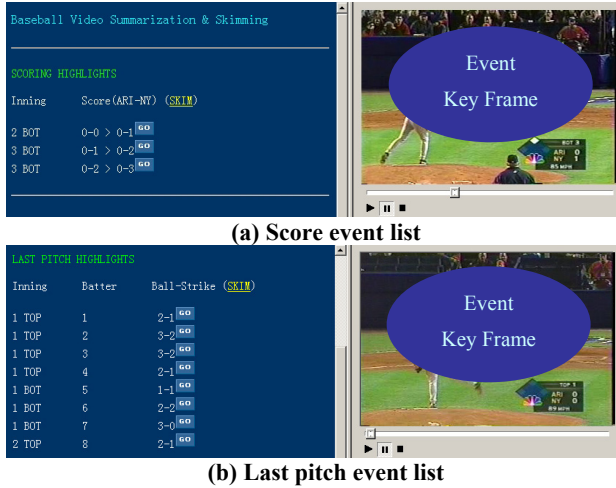 Baseball Video Summarization & Skimming
SCORING HIGHLIGHTS
Inning Score(ARI-NY) (SKIM)
2 BOT 0-0 > 0-1 GO
3 BOT 0-1 > 0-2 GO
3 BOT 0-2 > 0-3 GO
Event
Key Frame
BOT 3
ARI 0
NY 1
85 MPH
(a) Score event list
LAST PITCH HIGHLIGHTS
Inning Batter Ball-Strike (SKIM)
1 TOP 1 2-1 GO
1 TOP 2 3-2 GO
1 TOP 3 3-2 GO
1 TOP 4 2-1 GO
1 BOT 5 1-1 GO
1 BOT 6 2-2 GO
1 BOT 7 3-0 GO
2 TOP 8 2-1 GO
Event
Key Frame
TOP 1
ARI 0
NY 0
89 MPH
(b) Last pitch event list